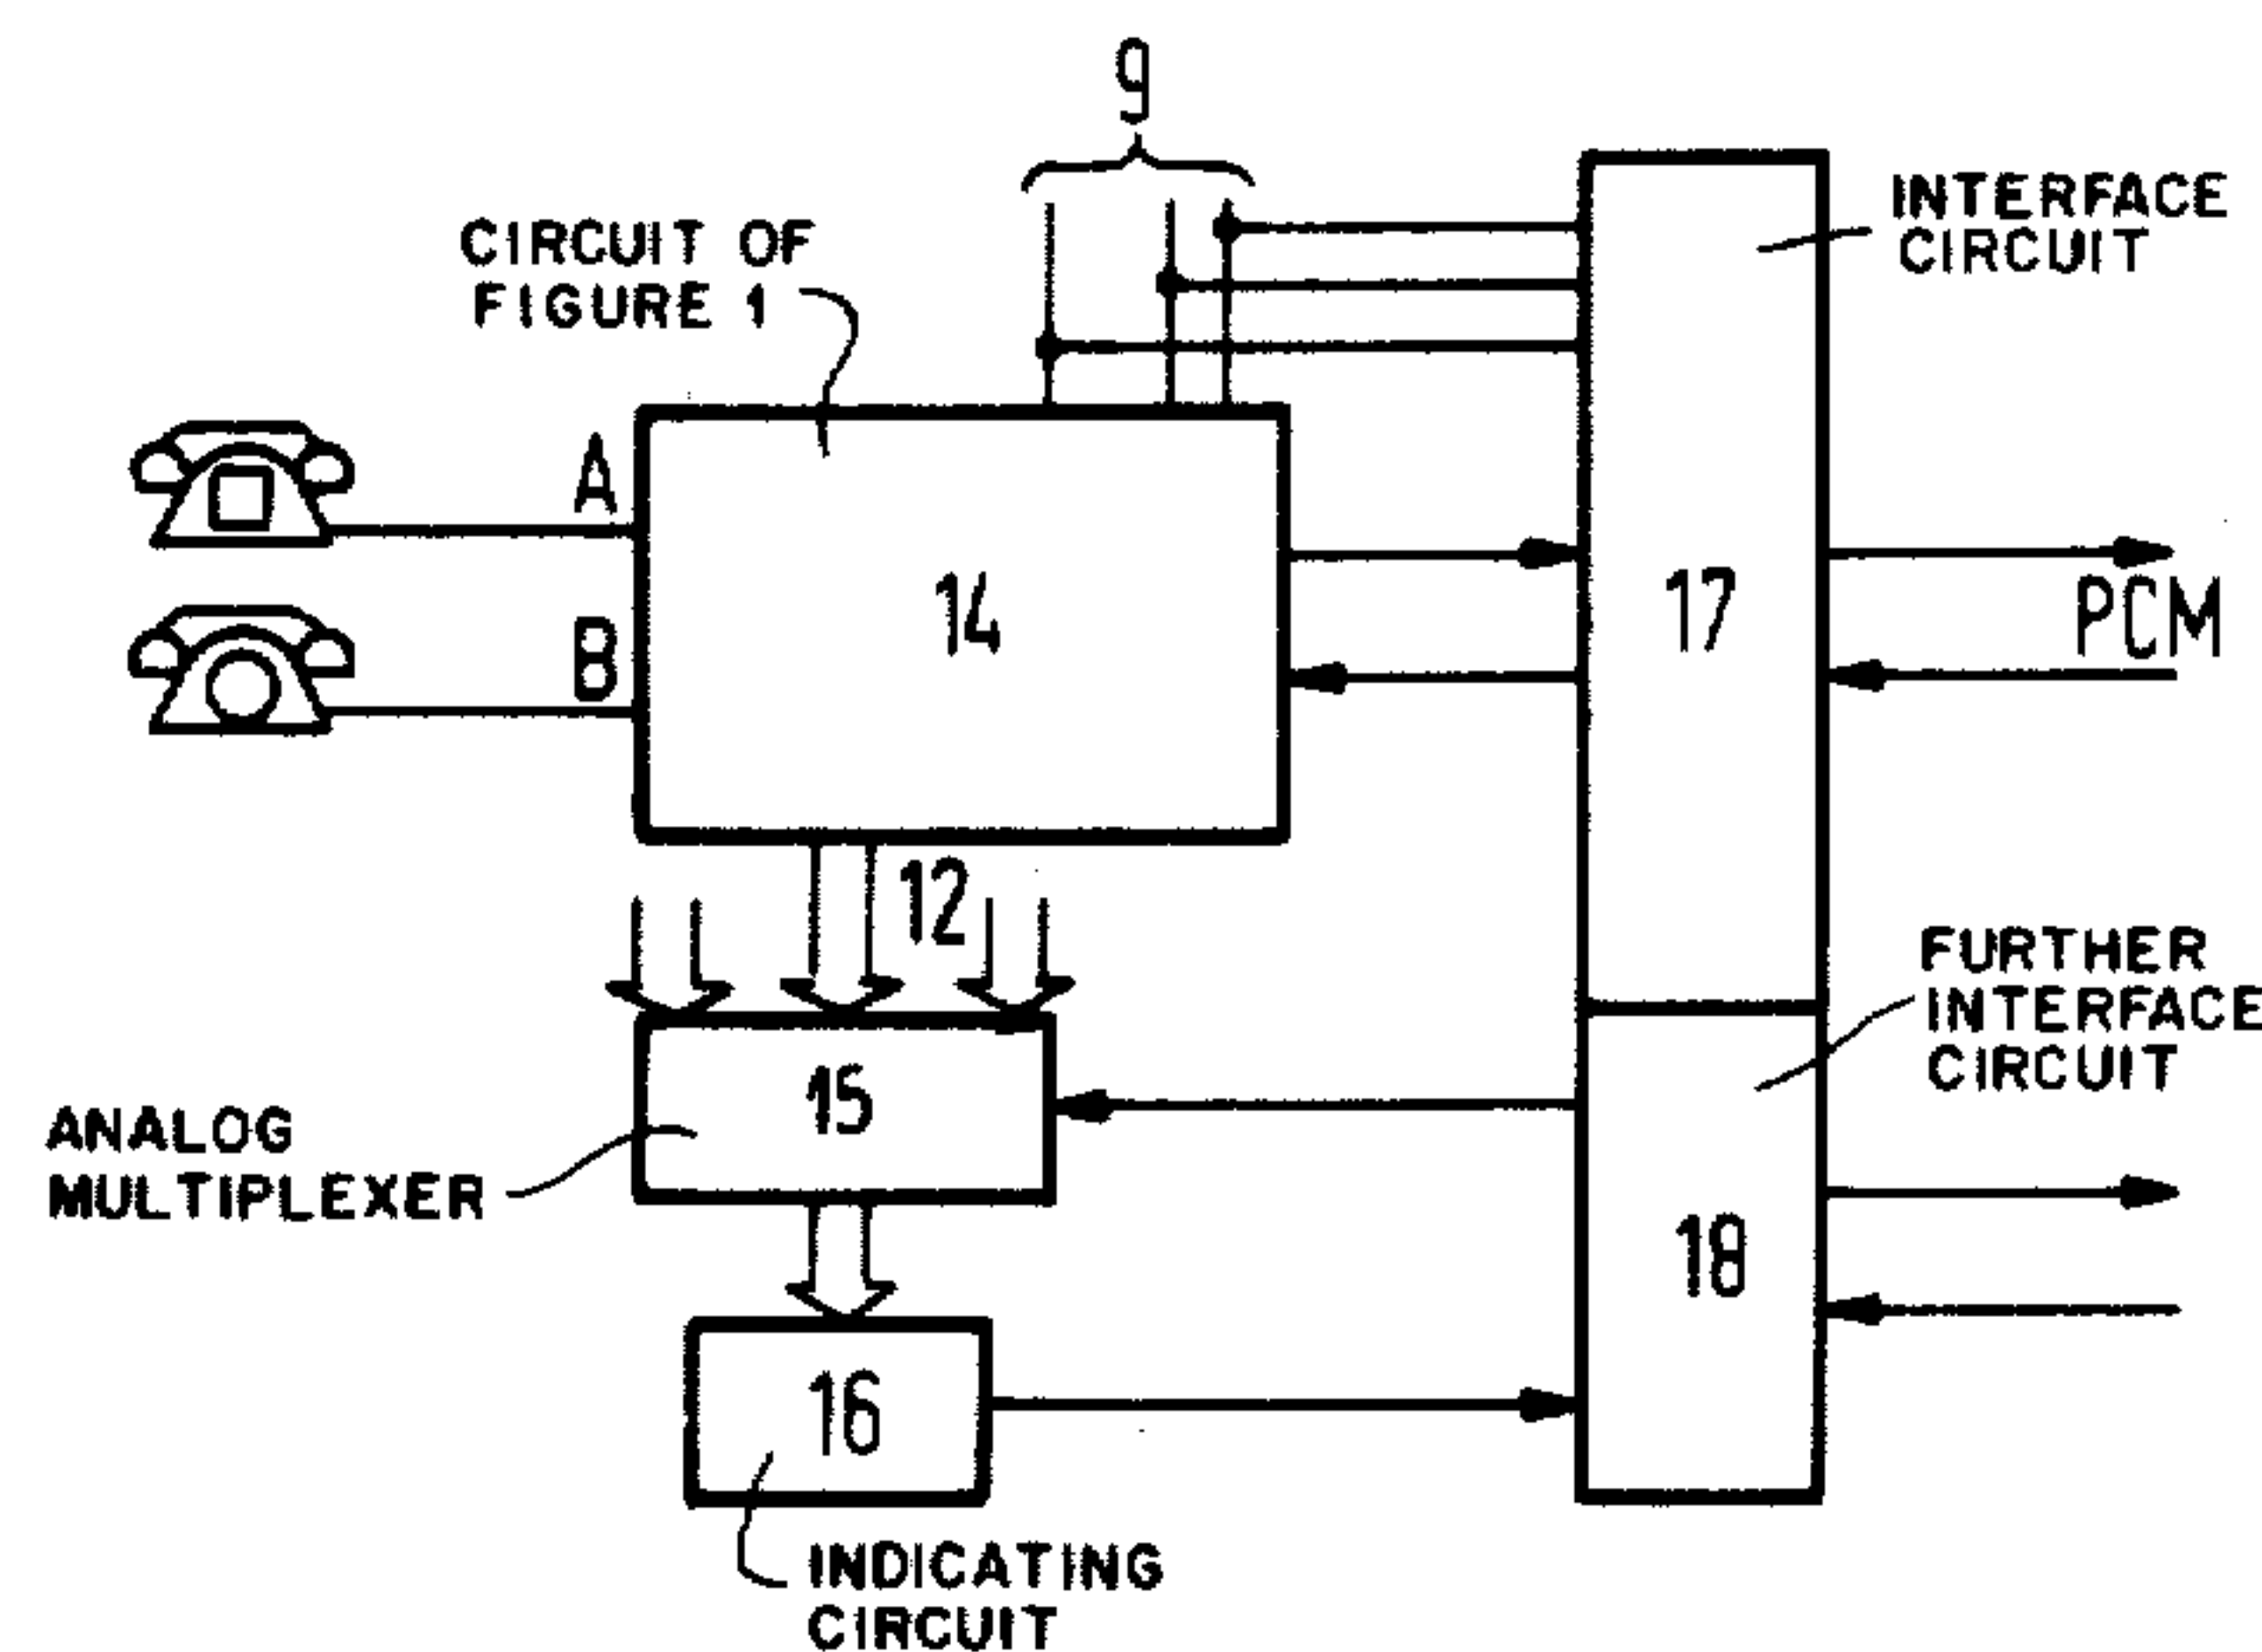 9
INTERFACE
CIRCUIT
CIRCUIT OF
FIGURE 1
A
B
14
17
PCM
12
FURTHER
INTERFACE
CIRCUIT
15
ANALOG
MULTIPLEXER
18
16
INDICATING
CIRCUIT